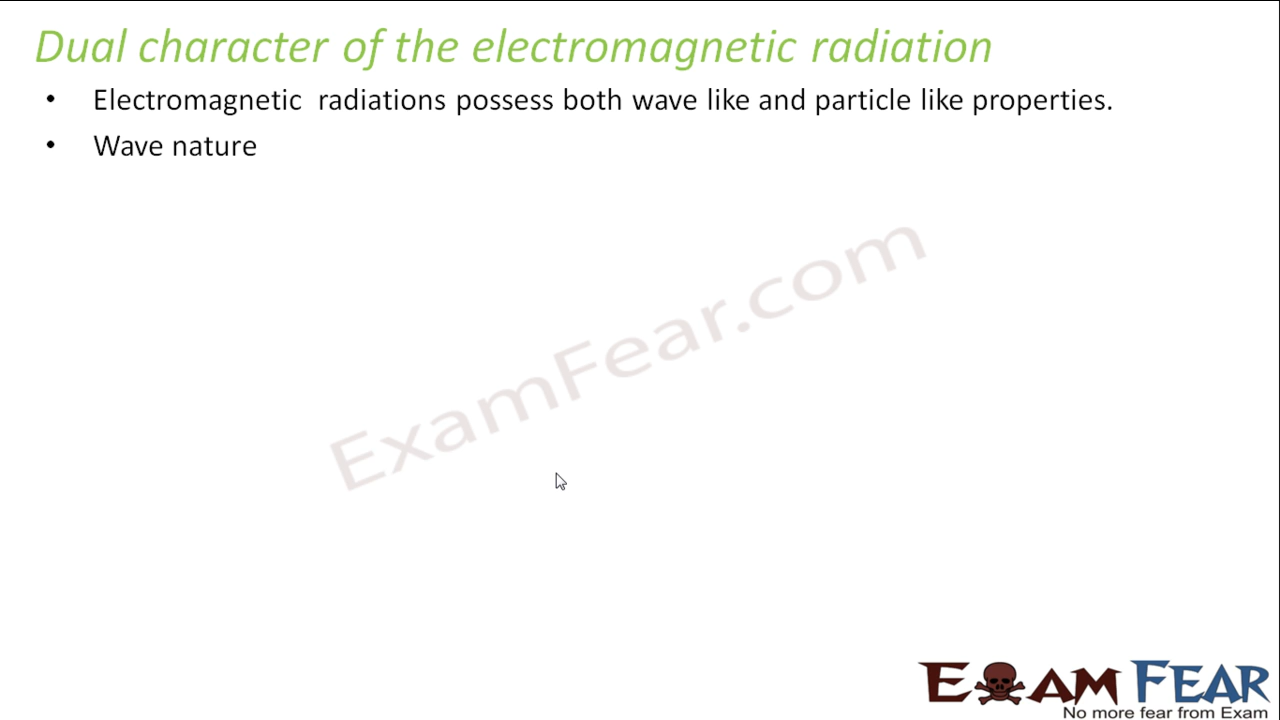 Dual character of the electromagnetic radiation
• Electromagnetic radiations possess both wave like and particle like properties.
• Wave nature
ExamFear.com
EXAM FEAR
No more fear from Exam